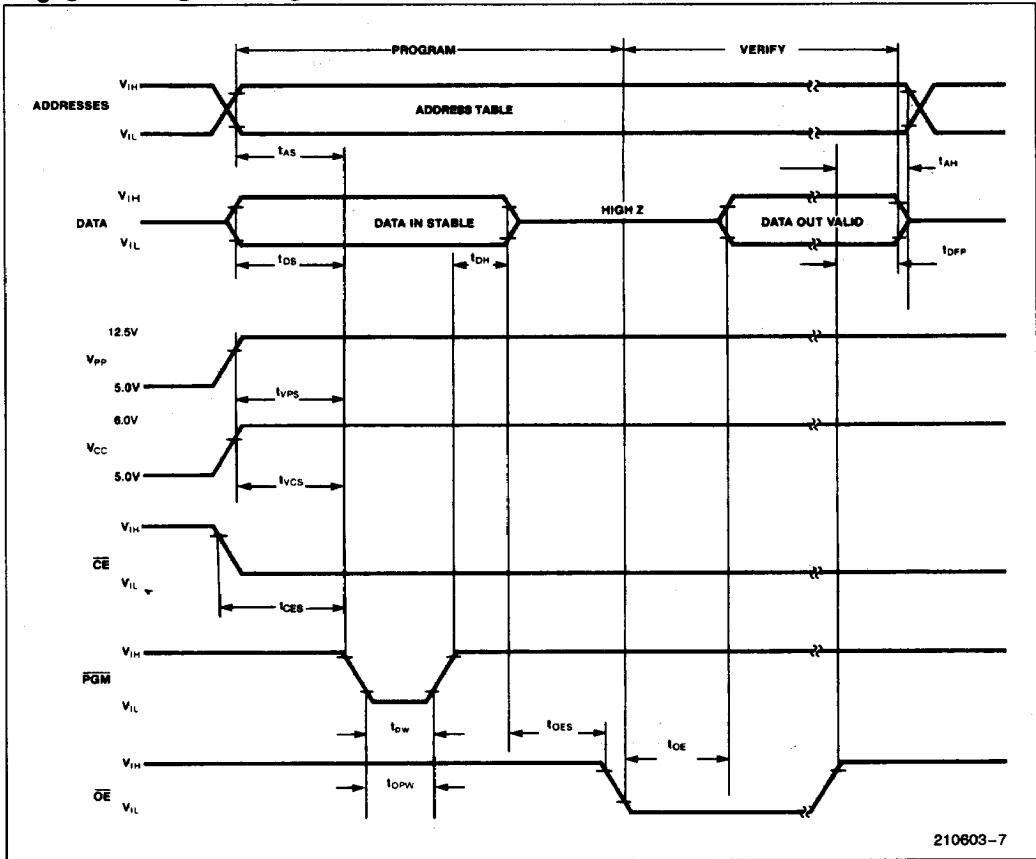 PROGRAM
VERIFY
ADDRESSES
VIH
VIL
ADDRESS TABLE
tAS
tAH
DATA
VIH
VIL
DATA IN STABLE
HIGH Z
DATA OUT VALID
tDS
tDH
tDFP
12.5V
VPP
5.0V
tVPS
6.0V
VCC
5.0V
tVCS
VIH
CE
VIL
tCES
VIH
PGM
VIL
tPW
tOES
tOE
VIH
OE
VIL
tOPW
210603-7